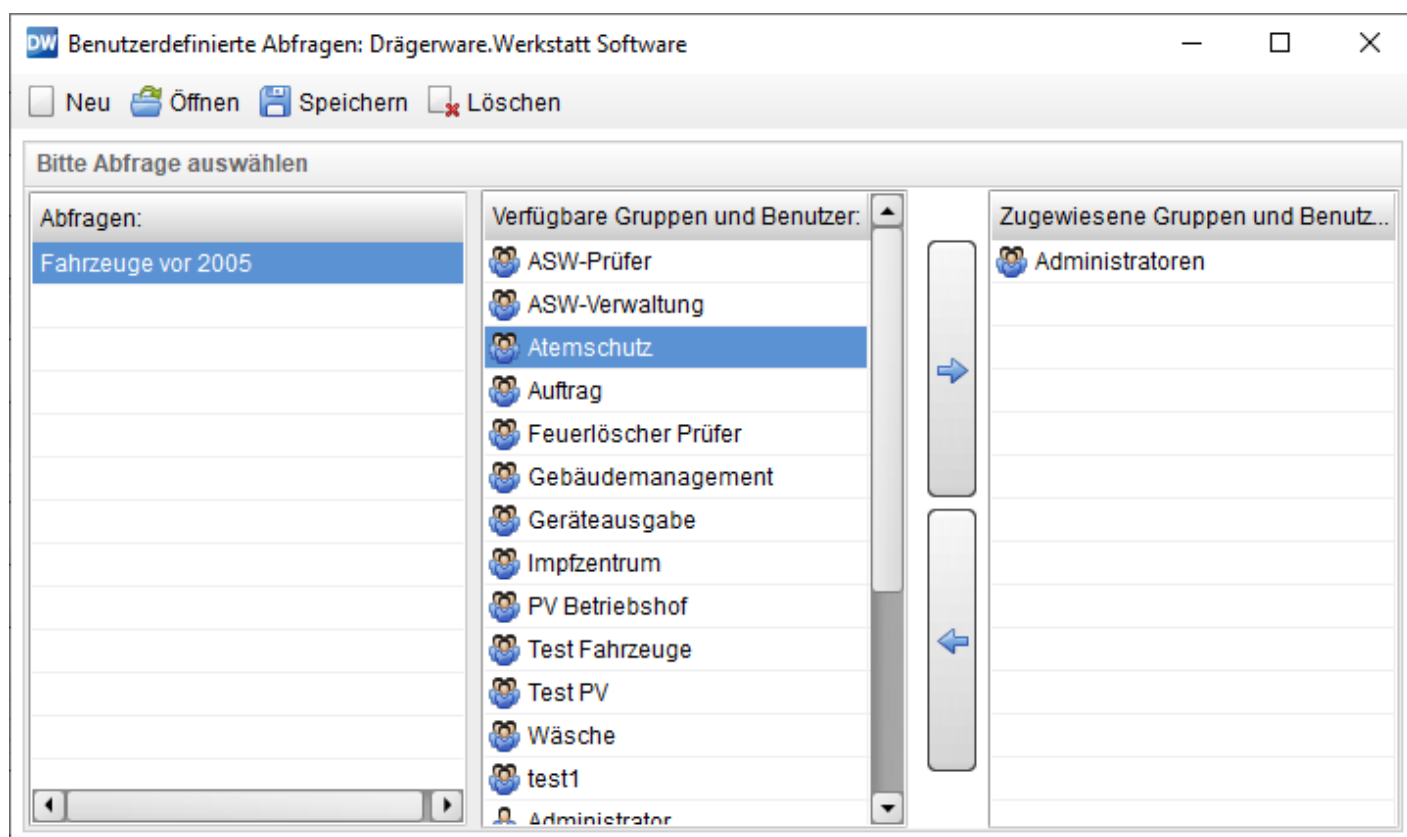 DW Benutzerdefinierte Abfragen: Drägerware.Werkstatt Software
Neu Öffnen Speichern Löschen
Bitte Abfrage auswählen
Abfragen:
Fahrzeuge vor 2005
Verfügbare Gruppen und Benutzer:
ASW-Prüfer
ASW-Verwaltung
Atemschutz
Auftrag
Feuerlöscher Prüfer
Gebäudemanagement
Geräteausgabe
Impfzentrum
PV Betriebshof
Test Fahrzeuge
Test PV
Wäsche
test1
Administrator
Zugewiesene Gruppen und Benutz...
Administratoren